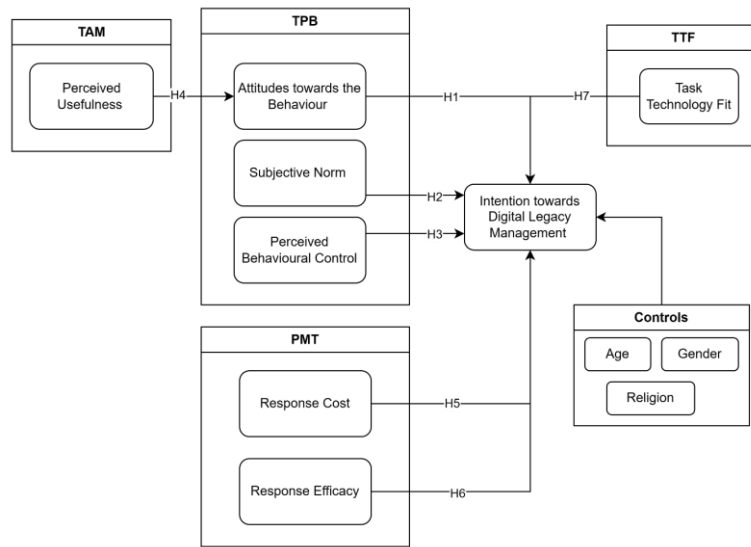 TAM
Perceived
Usefulness
H4
TPB
Attitudes towards the
Behaviour
H1
Subjective Norm
H2
Perceived
Behavioural Control
H3
TTF
Task
Technology Fit
H7
Intention towards
Digital Legacy
Management
PMT
Response Cost
H5
Response Efficacy
H6
Controls
Age
Gender
Religion